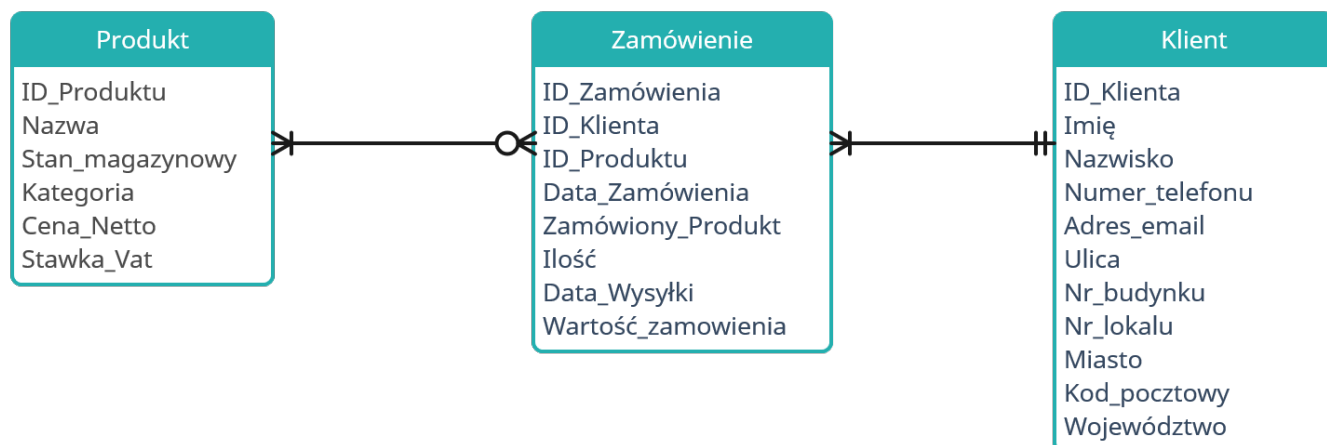 Produkt
ID_Produktu
Nazwa
Stan_magazynowy
Kategoria
Cena_Netto
Stawka_Vat
Zamówienie
ID_Zamówienia
ID_Klienta
ID_Produktu
Data_Zamówienia
Zamówiony_Produkt
Ilość
Data_Wysyłki
Wartość_zamowienia
Klient
ID_Klienta
Imię
Nazwisko
Numer_telefonu
Adres_email
Ulica
Nr_budynku
Nr_lokalu
Miasto
Kod_pocztowy
Województwo